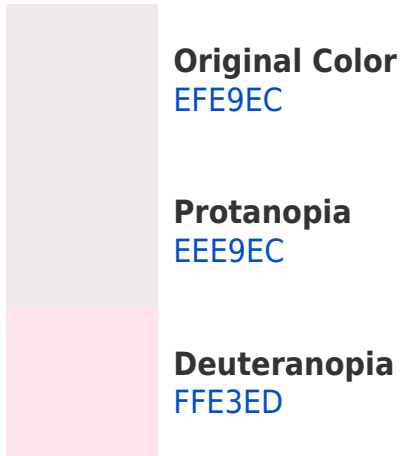 Original Color
EFE9EC
Protanopia
EEE9EC
Deuteranopia
FFE3ED